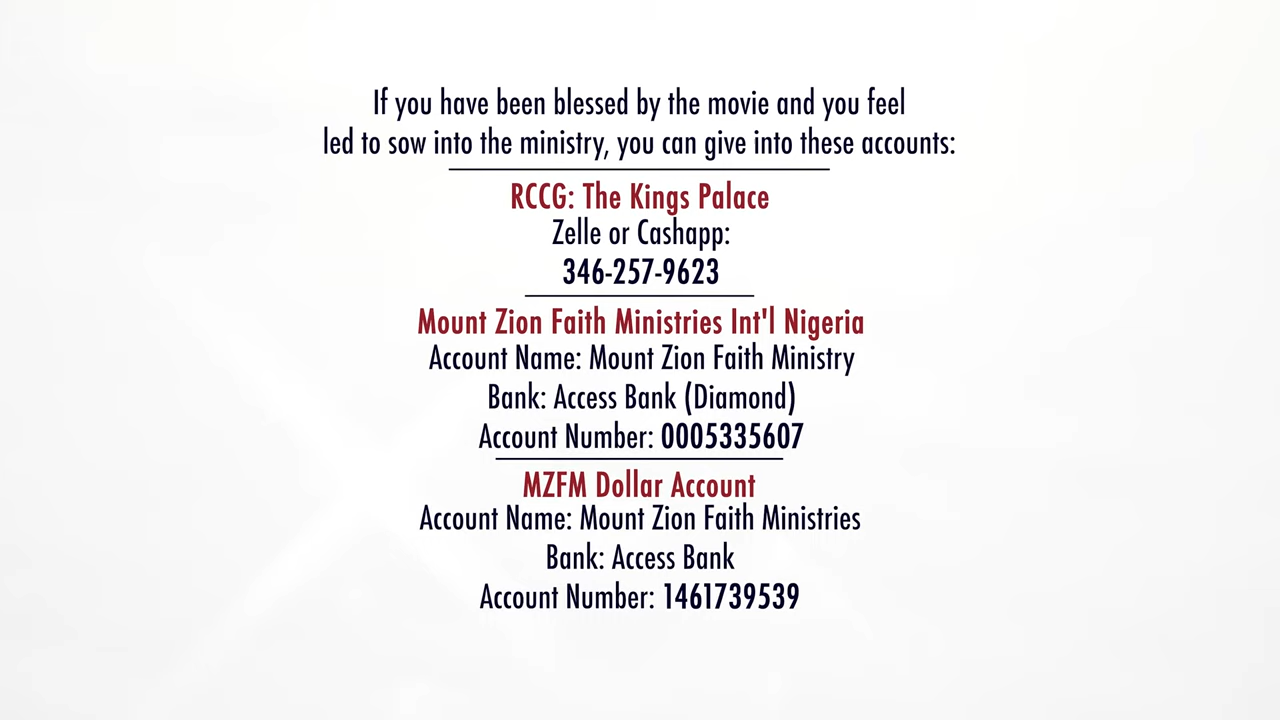 If you have been blessed by the movie and you feel
led to sow into the ministry, you can give into these accounts:
RCCG: The Kings Palace
Zelle or Cashapp:
346-257-9623
Mount Zion Faith Ministries Int'l Nigeria
Account Name: Mount Zion Faith Ministry
Bank: Access Bank (Diamond)
Account Number: 0005335607
MZFM Dollar Account
Account Name: Mount Zion Faith Ministries
Bank: Access Bank
Account Number: 1461739539